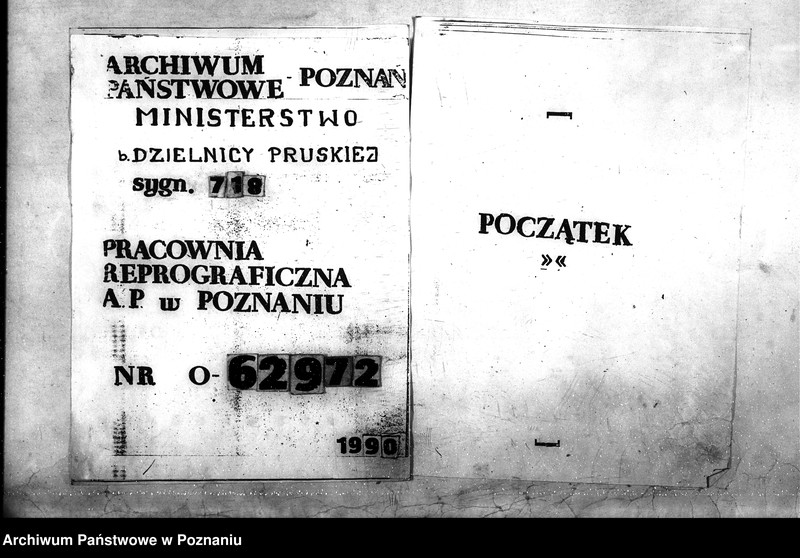 ARCHIWUM
PAŃSTWOWE - POZNAŃ
MINISTERSTWO
b. DZIELNICY PRUSKIEJ
sygn. 718
PRACOWNIA
REPROGRAFICZNA
A.P. w POZNANIU
NR O-62972
1990
POCZĄTEK
»«
Archiwum Państwowe w Poznaniu